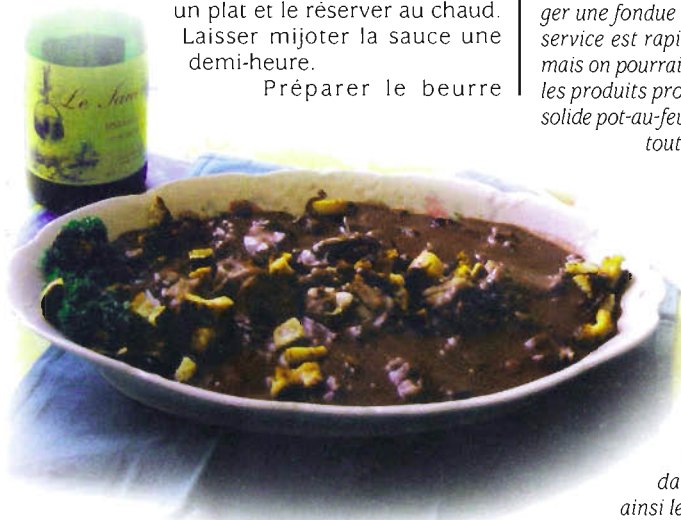 un plat et le réserver au chaud.
Laisser mijoter la sauce une
demi-heure.
Préparer le beurre
ger une fondue
service est rapi
mais on pourrai
les produits pro
solide pot-au-feu
tout
da
ainsi le
Le